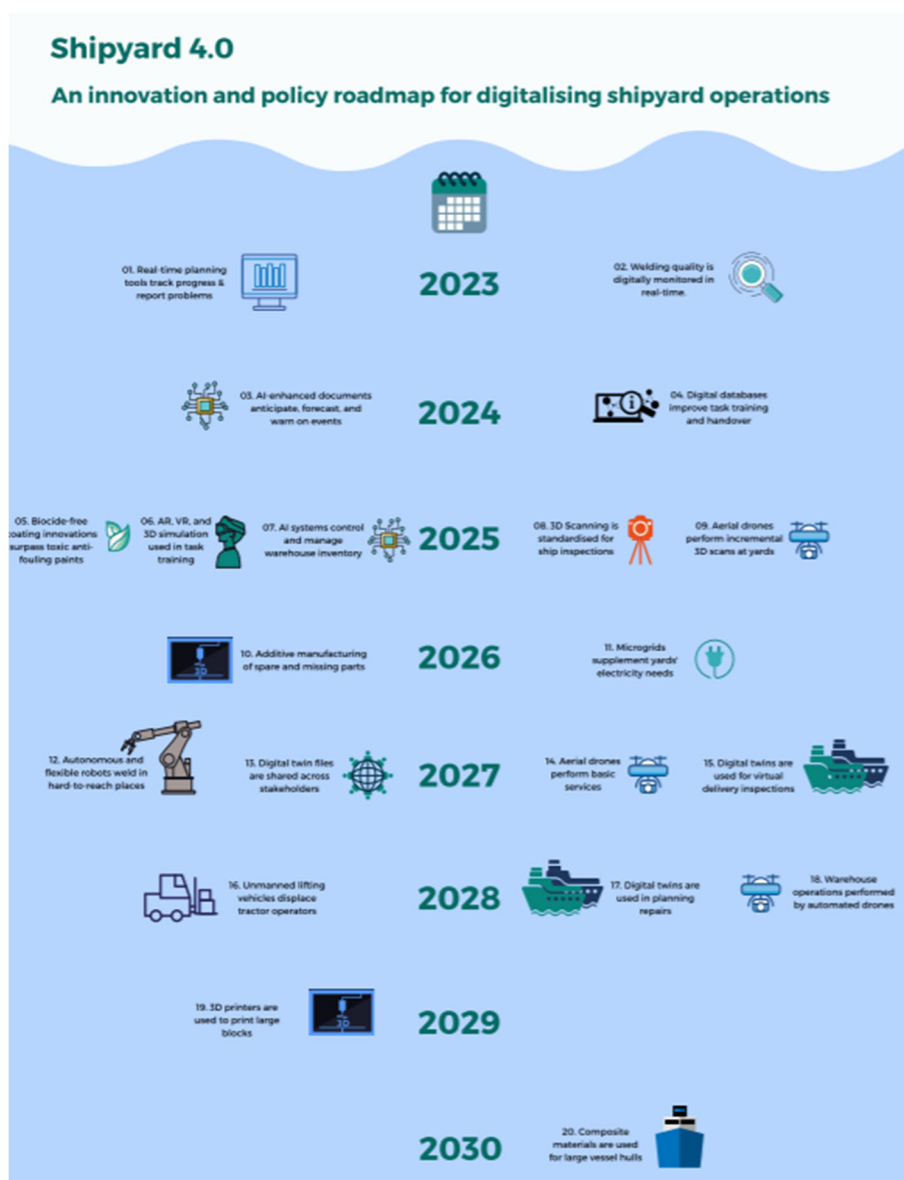 Shipyard 4.0
An innovation and policy roadmap for digitalising shipyard operations
2023
01. Real-time planning
tools track progress &
report problems
02. Welding quality is
digitally monitored in
real-time.
2024
03. AI-enhanced documents
anticipate, forecast, and
warn on events
04. Digital databases
improve task training
and handover
2025
05. Biocide-free
oating innovations
surpass toxic anti-
fouling paints
06. AR, VR, and
3D simulation
used in task
training
07. AI systems control
and manage
warehouse inventory
08. 3D Scanning is
standardised for
ship inspections
09. Aerial drones
perform incremental
3D scans at yards
2026
10. Additive manufacturing
of spare and missing parts
3D
11. Microgrids
supplement yards'
electricity needs
2027
12. Autonomous and
flexible robots weld in
hard-to-reach places
13. Digital twin files
are shared across
stakeholders
14. Aerial drones
perform basic
services
15. Digital twins are
used for virtual
delivery inspections
2028
16. Unmanned lifting
vehicles displace
tractor operators
17. Digital twins are
used in planning
repairs
18. Warehouse
operations performed
by automated drones
2029
19. 3D printers are
used to print large
blocks
3D
2030
20. Composite
materials are used
for large vessel hulls